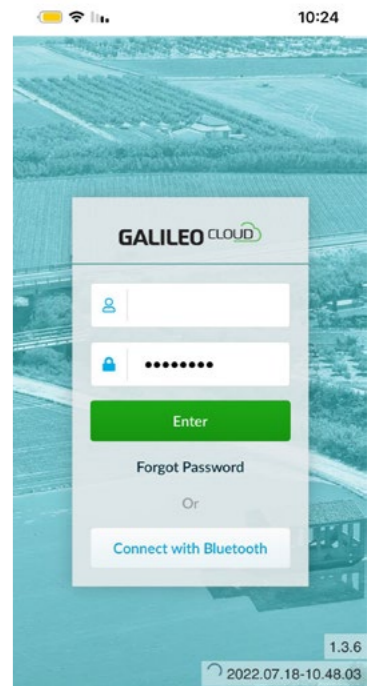 10:24
GALILEO CLOUD
••••••••
Enter
Forgot Password
Or
Connect with Bluetooth
1.3.6
2022.07.18-10.48.03